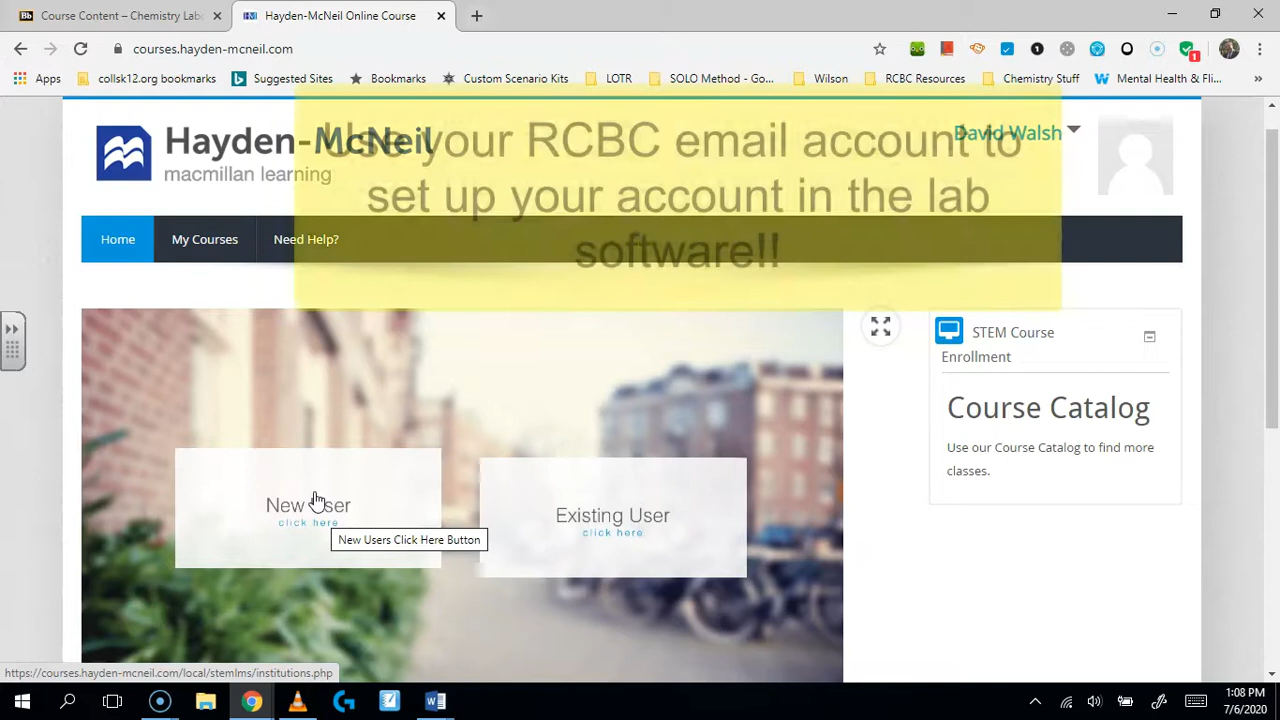 Course Content – Chemistry Lab
Hayden-McNeil Online Course
courses.hayden-mcneil.com
Apps
collsk12.org bookmarks
Suggested Sites
Bookmarks
Custom Scenario Kits
LOTR
SOLO Method - Go...
Wilson
RCBC Resources
Chemistry Stuff
Mental Health & Fli...
Hayden-McNeil
macmillan learning
David Walsh
Use your RCBC email account to
set up your account in the lab
software!!
Home
My Courses
Need Help?
New User
click here
New Users Click Here Button
Existing User
click here
STEM Course
Enrollment
Course Catalog
Use our Course Catalog to find more
classes.
https://courses.hayden-mcneil.com/local/stemlms/institutions.php
1:08 PM
7/6/2020